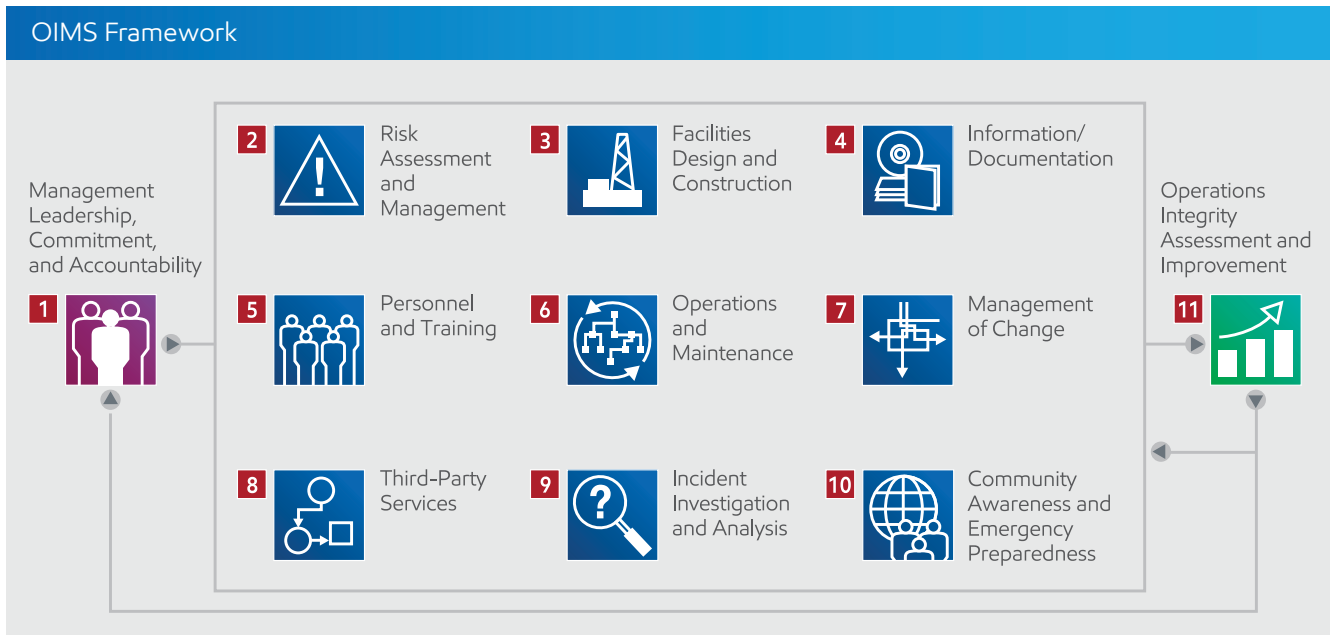 OIMS Framework
Management
Leadership,
Commitment,
and Accountability
1
2
Risk
Assessment
and
Management
3
Facilities
Design and
Construction
4
Information/
Documentation
5
Personnel
and Training
6
Operations
and
Maintenance
7
Management
of Change
8
Third-Party
Services
9
?
Incident
Investigation
and Analysis
10
Community
Awareness and
Emergency
Preparedness
Operations
Integrity
Assessment and
Improvement
11